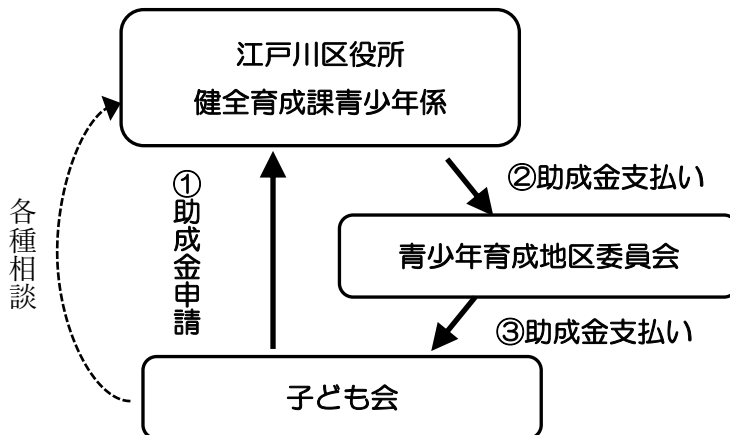 江戸川区役所
健全育成課青少年係
①助成金申請
②助成金支払い
各種相談
青少年育成地区委員会
③助成金支払い
子ども会